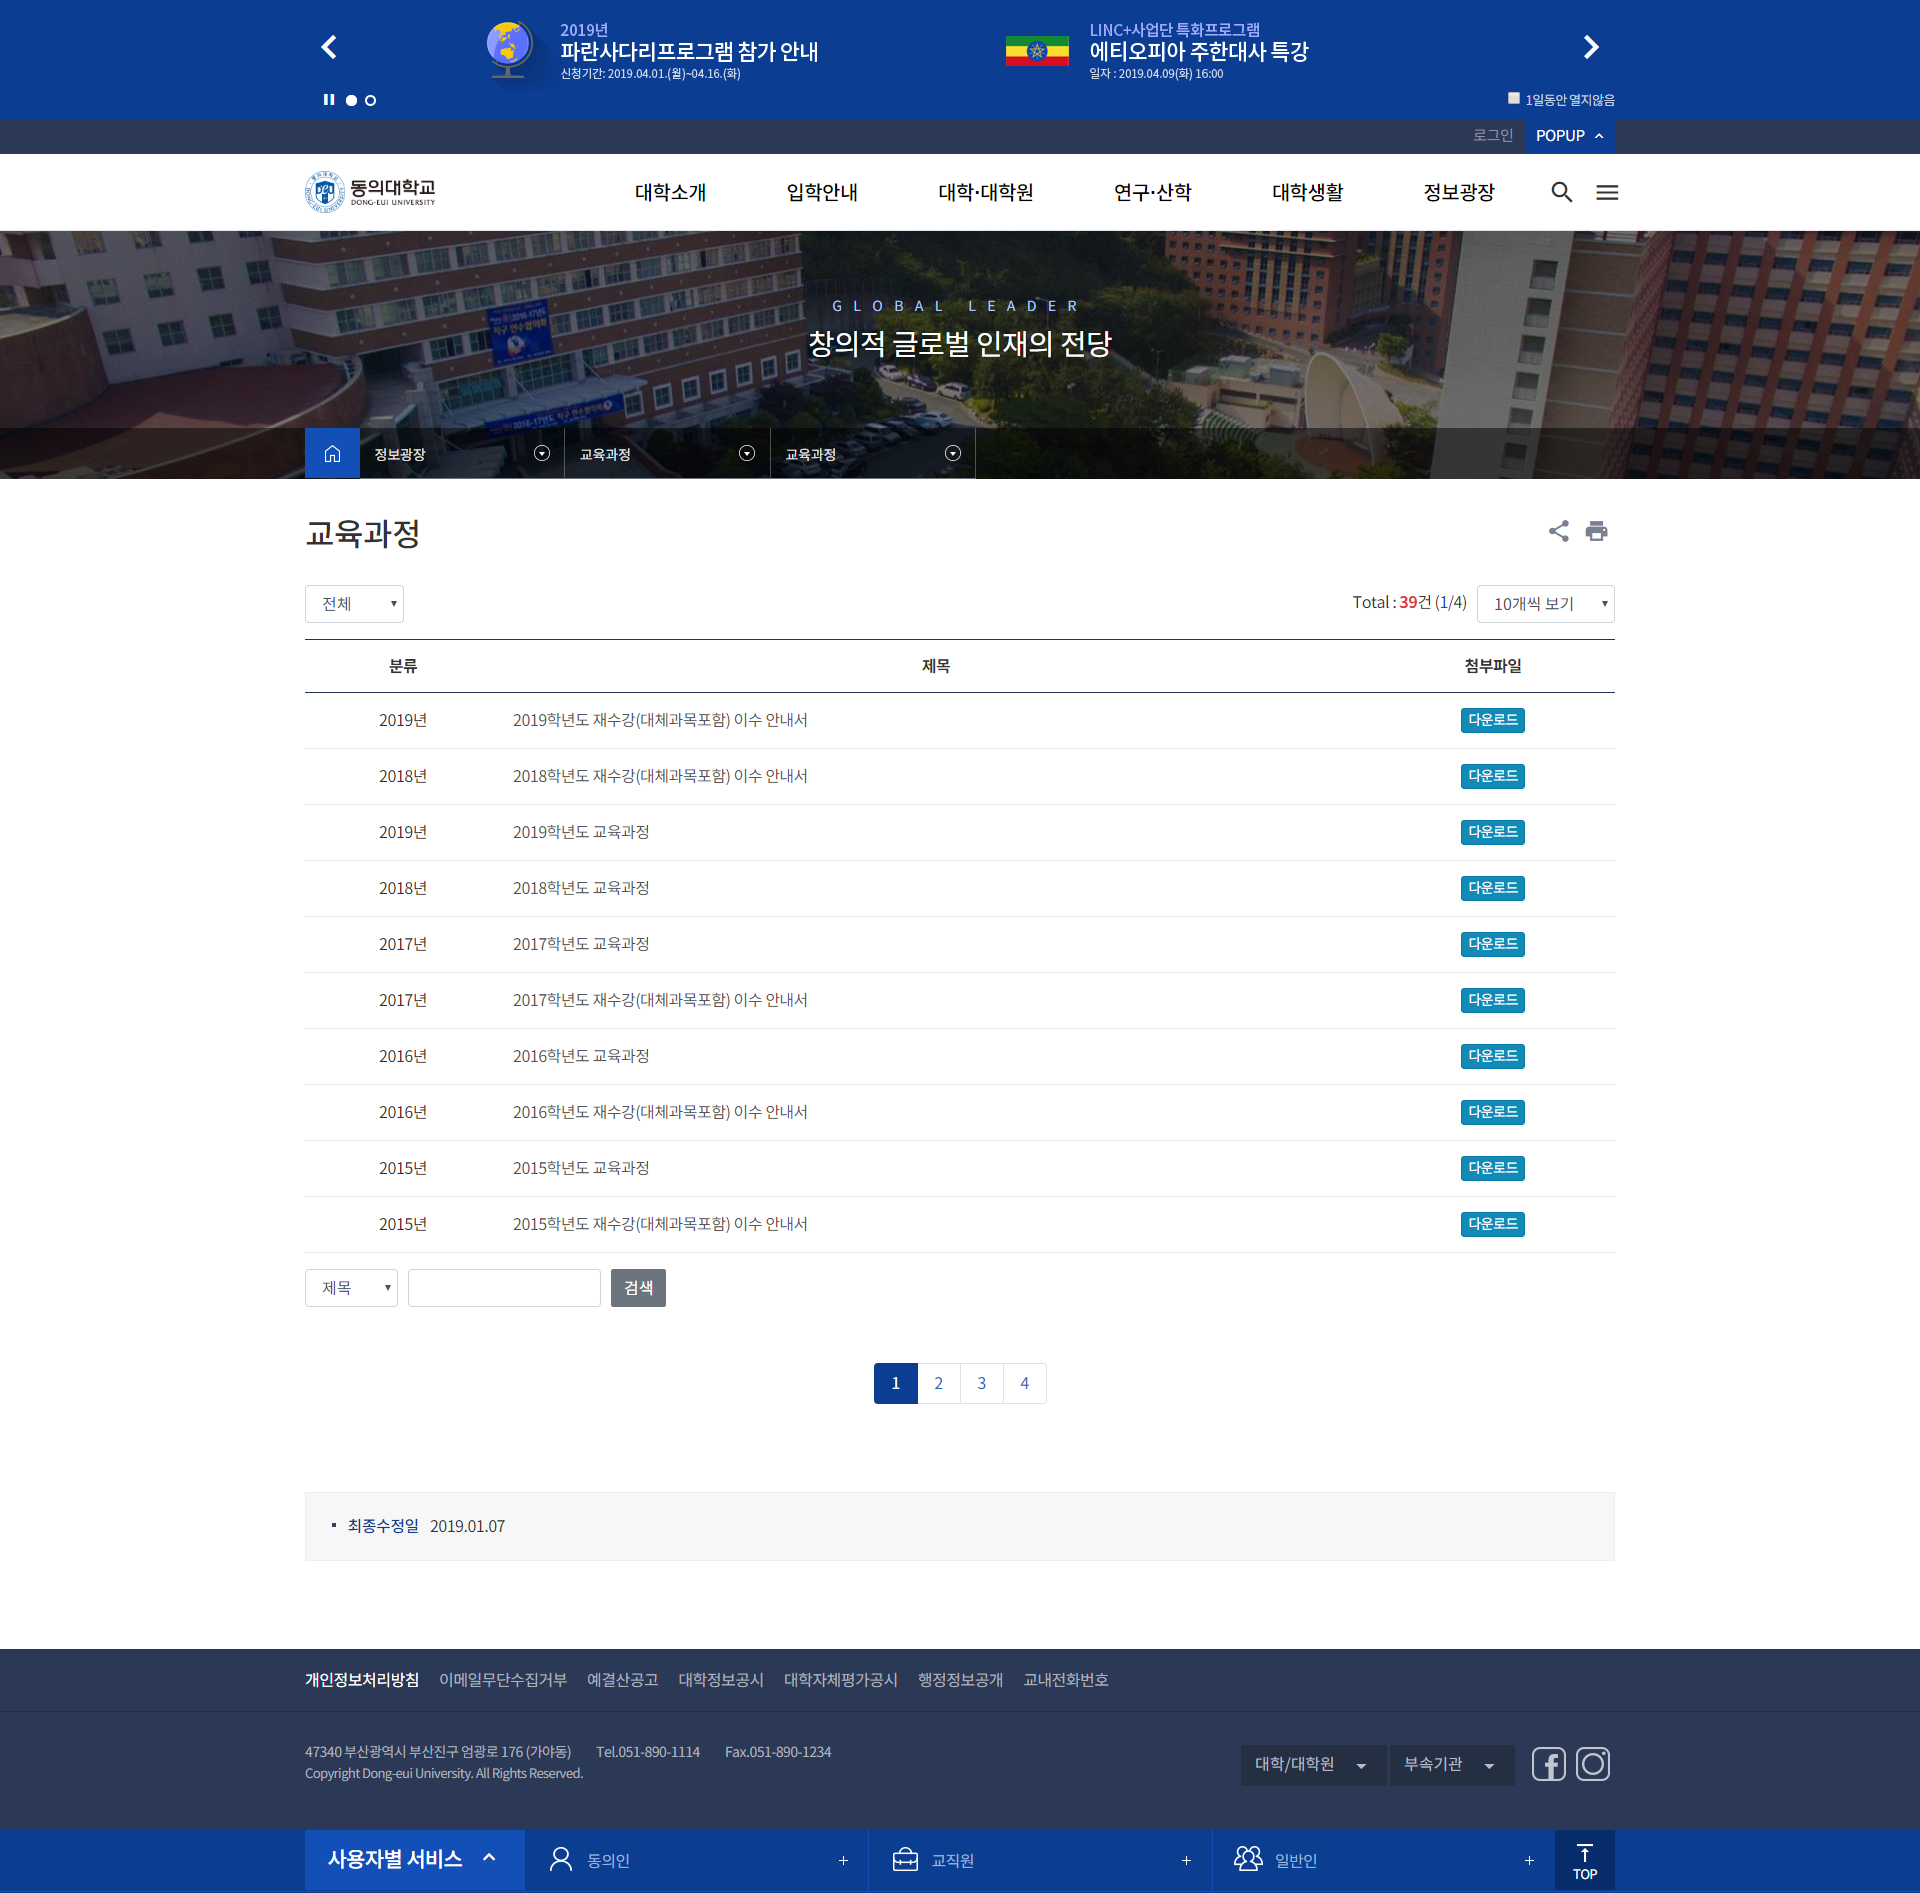 2019년
파란사다리프로그램 참가 안내
신청기간: 2019.04.01.(월)~04.16.(화)
LINC+사업단 특화프로그램
에티오피아 주한대사 특강
일자 : 2019.04.09(화) 16:00
1일동안 열지않음
로그인 POPUP
동의대학교
DONG-EUI UNIVERSITY
대학소개 입학안내 대학·대학원 연구·산학 대학생활 정보광장
GLOBAL LEADER
창의적 글로벌 인재의 전당
정보광장 교육과정 교육과정
교육과정
전체 Total : 39건 (1/4) 10개씩 보기
분류 제목 첨부파일
2019년 2019학년도 재수강(대체과목포함) 이수 안내서 다운로드
2018년 2018학년도 재수강(대체과목포함) 이수 안내서 다운로드
2019년 2019학년도 교육과정 다운로드
2018년 2018학년도 교육과정 다운로드
2017년 2017학년도 교육과정 다운로드
2017년 2017학년도 재수강(대체과목포함) 이수 안내서 다운로드
2016년 2016학년도 교육과정 다운로드
2016년 2016학년도 재수강(대체과목포함) 이수 안내서 다운로드
2015년 2015학년도 교육과정 다운로드
2015년 2015학년도 재수강(대체과목포함) 이수 안내서 다운로드
제목 검색
1 2 3 4
최종수정일 2019.01.07
개인정보처리방침 이메일무단수집거부 예결산공고 대학정보공시 대학자체평가공시 행정정보공개 교내전화번호
47340 부산광역시 부산진구 엄광로 176 (가야동) Tel.051-890-1114 Fax.051-890-1234
Copyright Dong-eui University. All Rights Reserved.
대학/대학원 부속기관
사용자별 서비스 동의인 + 교직원 + 일반인 + TOP